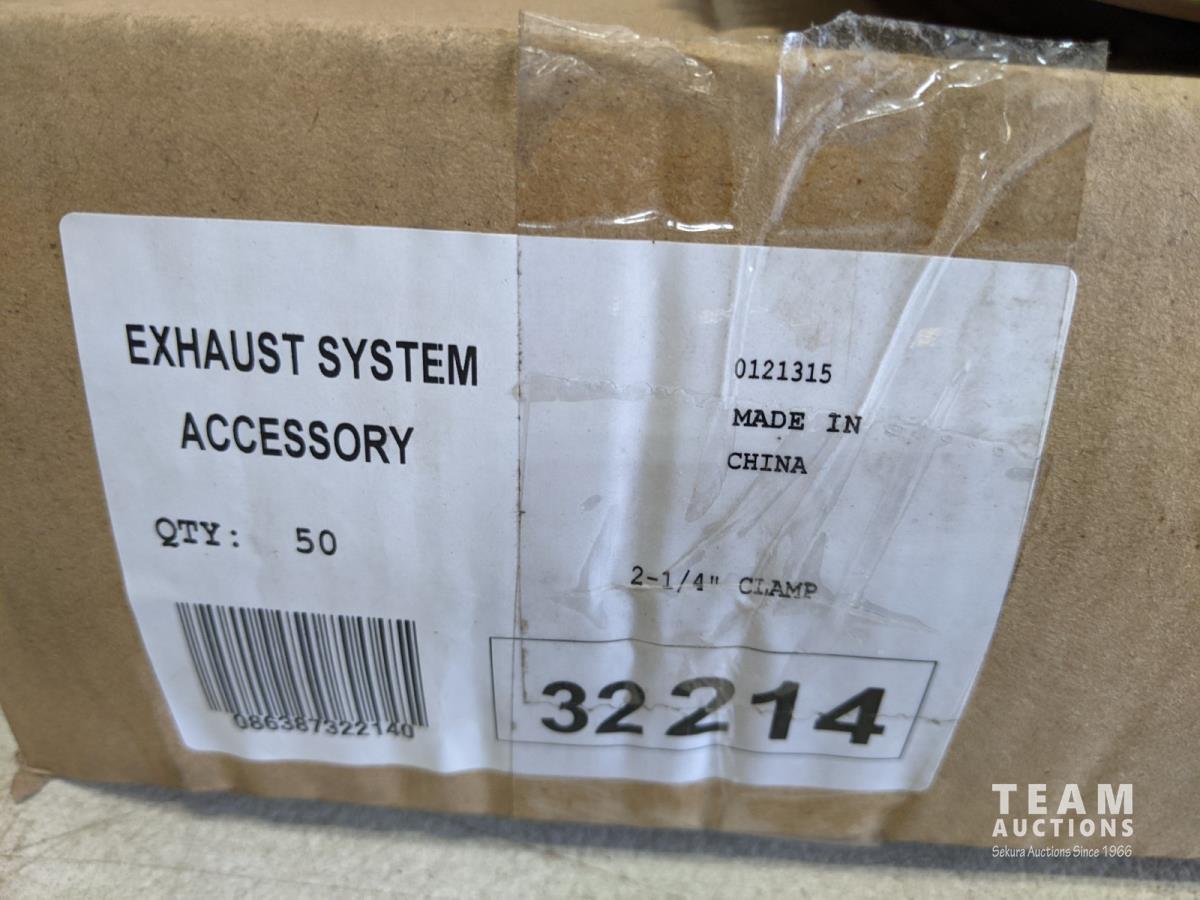 EXHAUST SYSTEM
ACCESSORY
QTY: 50
086387322140
0121315
MADE IN
CHINA
2-1/4" CLAMP
32214
TEAM
AUCTIONS
Sekura Auctions Since 1966